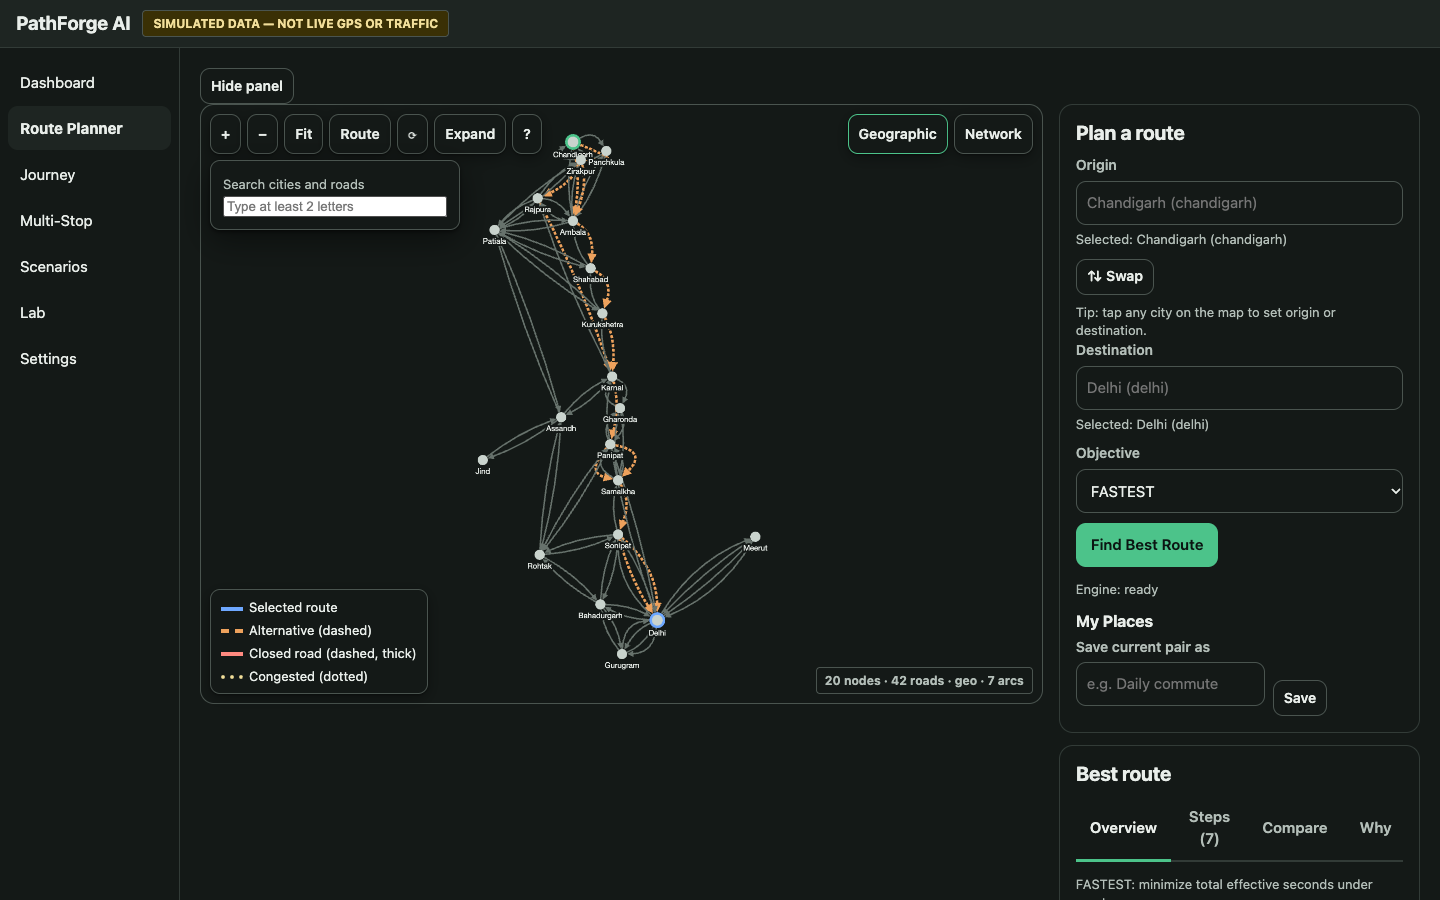 PathForge AI
SIMULATED DATA — NOT LIVE GPS OR TRAFFIC
Dashboard
Route Planner
Journey
Multi-Stop
Scenarios
Lab
Settings
Hide panel
+
−
Fit
Route
⟳
Expand
?
Geographic
Network
Search cities and roads
Type at least 2 letters
Chandigarh
Panchkula
Zirakpur
Rajpura
Ambala
Patiala
Shahabad
Kurukshetra
Karnal
Gharonda
Assandh
Panipat
Jind
Samalkha
Sonipat
Meerut
Rohtak
Bahadurgarh
Delhi
Gurugram
Selected route
Alternative (dashed)
Closed road (dashed, thick)
Congested (dotted)
20 nodes · 42 roads · geo · 7 arcs
Plan a route
Origin
Chandigarh (chandigarh)
Selected: Chandigarh (chandigarh)
⇅ Swap
Tip: tap any city on the map to set origin or
destination.
Destination
Delhi (delhi)
Selected: Delhi (delhi)
Objective
FASTEST
Find Best Route
Engine: ready
My Places
Save current pair as
e.g. Daily commute
Save
Best route
Overview
Steps
(7)
Compare
Why
FASTEST: minimize total effective seconds under